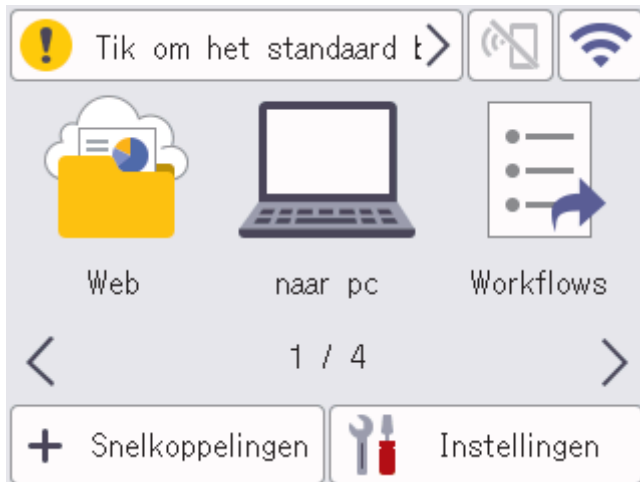 Tik om het standaard
Web
naar pc
Workflows
1 / 4
Snelkoppelingen
Instellingen